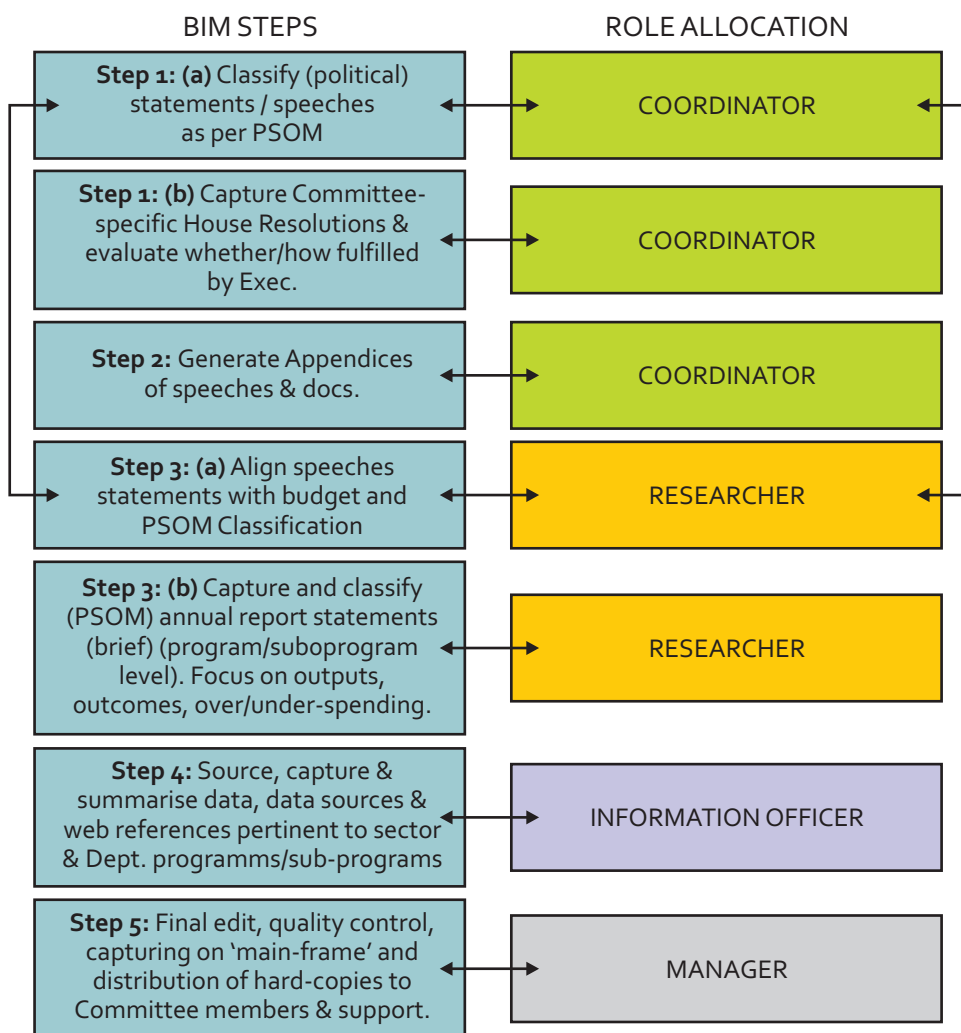 BIM STEPS
ROLE ALLOCATION
Step 1: (a) Classify (political)
statements / speeches
as per PSOM
COORDINATOR
Step 1: (b) Capture Committee-
specific House Resolutions &
evaluate whether/how fulfilled
by Exec.
COORDINATOR
Step 2: Generate Appendices
of speeches & docs.
COORDINATOR
Step 3: (a) Align speeches
statements with budget and
PSOM Classification
RESEARCHER
Step 3: (b) Capture and classify
(PSOM) annual report statements
(brief) (program/suboprogram
level). Focus on outputs,
outcomes, over/under-spending.
RESEARCHER
Step 4: Source, capture &
summarise data, data sources &
web references pertinent to sector
& Dept. programms/sub-programs
INFORMATION OFFICER
Step 5: Final edit, quality control,
capturing on ‘main-frame’ and
distribution of hard-copies to
Committee members & support.
MANAGER